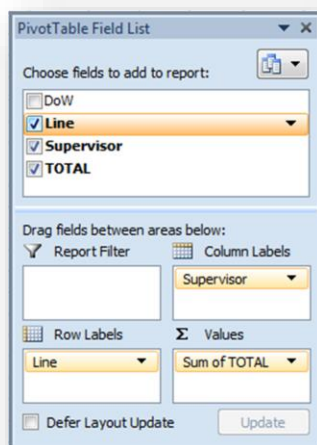 PivotTable Field List
Choose fields to add to report:
DoW
Line
Supervisor
TOTAL
Drag fields between areas below:
Report Filter
Column Labels
Supervisor
Row Labels
Σ Values
Line
Sum of TOTAL
Defer Layout Update
Update